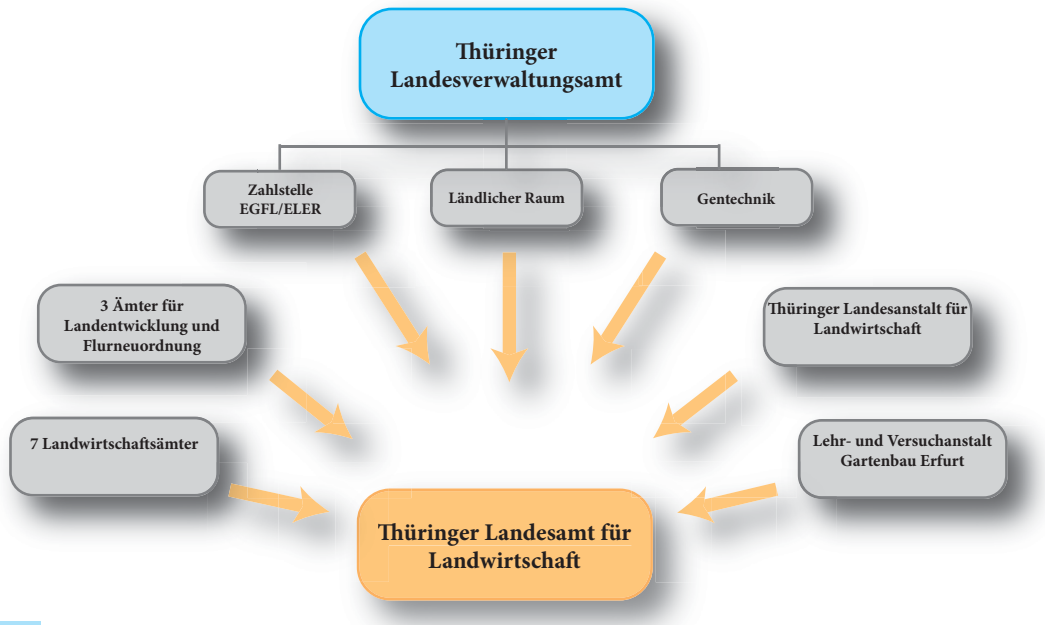 Thüringer
Landesverwaltungsamt
Zahlstelle
EGFL/ELER
Ländlicher Raum
Gentechnik
3 Ämter für
Landentwicklung und
Flurneuordnung
Thüringer Landesanstalt für
Landwirtschaft
7 Landwirtschaftsämter
Lehr- und Versuchanstalt
Gartenbau Erfurt
Thüringer Landesamt für
Landwirtschaft